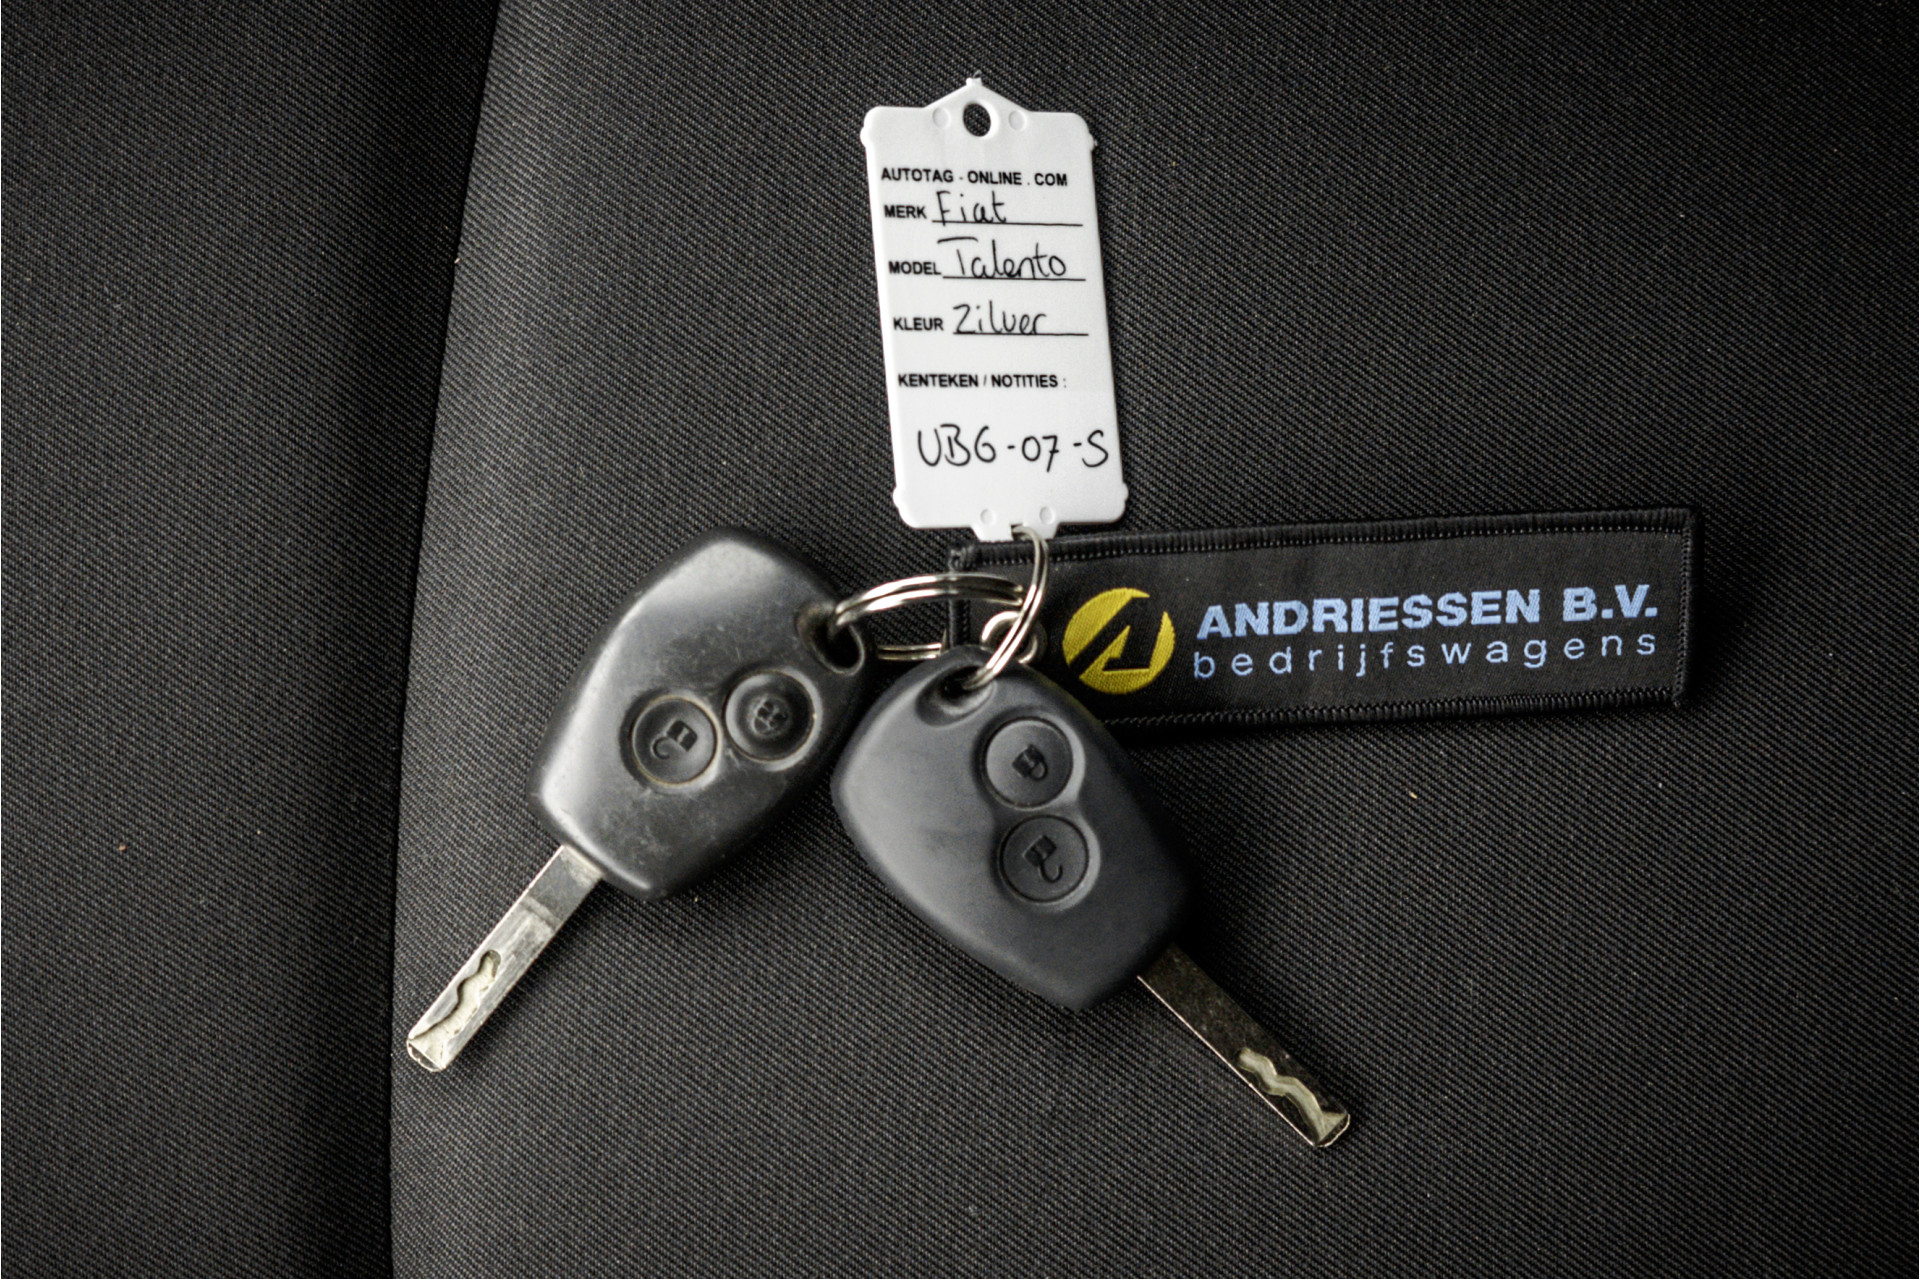 AUTOTAG - ONLINE . COM
MERK Fiat
MODEL Talento
KLEUR Zilver
KENTEKEN / NOTITIES :
VBG-07-S
ANDRIESSEN B.V.
bedrijfswagens